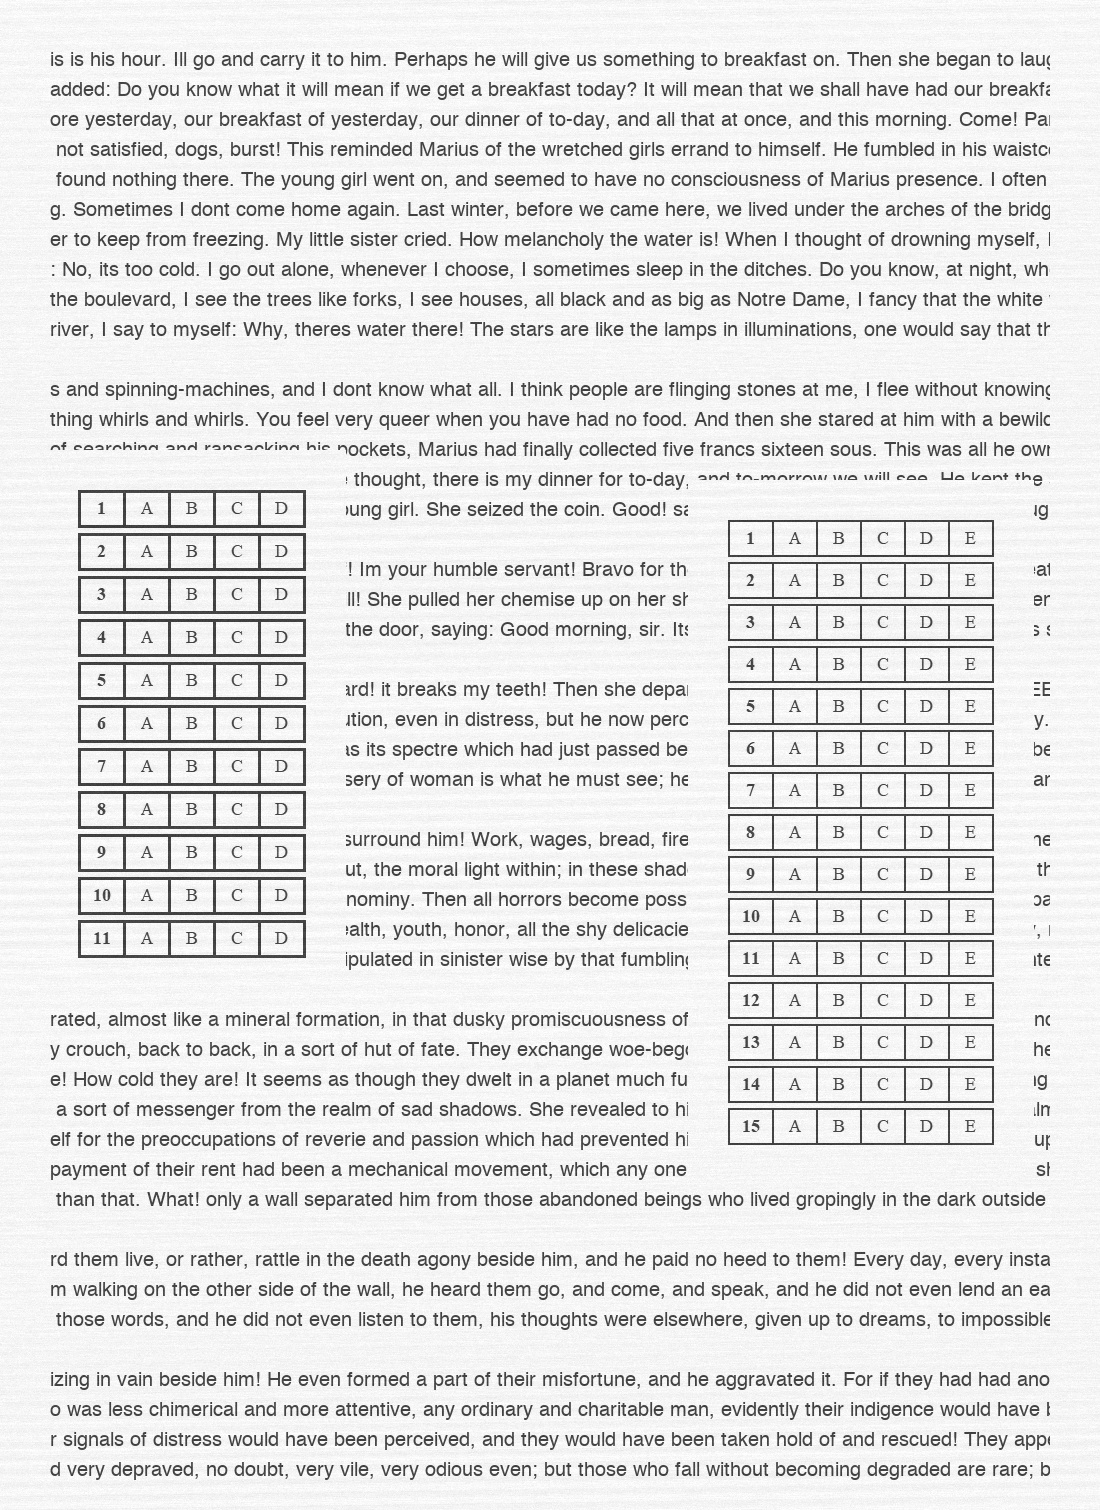 is is his hour. Ill go and carry it to him. Perhaps he will give us something to breakfast on. Then she began to
added: Do you know what it will mean if we get a breakfast today? It will mean that we shall have had our
ore yesterday, our breakfast of yesterday, our dinner of to-day, and all that at once, and this morning. Come!
not satisfied, dogs, burst! This reminded Marius of the wretched girls errand to himself. He fumbled in his
found nothing there. The young girl went on, and seemed to have no consciousness of Marius presence. I often
g. Sometimes I dont come home again. Last winter, before we came here, we lived under the arches of the bridg
er to keep from freezing. My little sister cried. How melancholy the water is! When I thought of drowning myself,
: No, its too cold. I go out alone, whenever I choose, I sometimes sleep in the ditches. Do you know, at night, wh
the boulevard, I see the trees like forks, I see houses, all black and as big as Notre Dame, I fancy that the white
river, I say to myself: Why, theres water there! The stars are like the lamps in illuminations, one would say that th
s and spinning-machines, and I dont know what all. I think people are flinging stones at me, I flee without knowing
thing whirls and whirls. You feel very queer when you have had no food. And then she stared at him with a
of searching and ransacking his pockets, Marius had finally collected five francs sixteen sous. This was all he
thought, there is my dinner for to-day, and to-morrow we will see. He kept the
oung girl. She seized the coin. Good! sa ug
! Im your humble servant! Bravo for the eat
ll! She pulled her chemise up on her sh er
the door, saying: Good morning, sir. Its s s
ard! it breaks my teeth! Then she depar
ution, even in distress, but he now perc y.
as its spectre which had just passed be be
sery of woman is what he must see; he ar
surround him! Work, wages, bread, fire ne
ut, the moral light within; in these shad th
nominy. Then all horrors become poss pa
ealth, youth, honor, all the shy delicacie
ipulated in sinister wise by that fumbling ate
1 A B C D
2 A B C D
3 A B C D
4 A B C D
5 A B C D
6 A B C D
7 A B C D
8 A B C D
9 A B C D
10 A B C D
11 A B C D
1 A B C D E
2 A B C D E
3 A B C D E
4 A B C D E
5 A B C D E
6 A B C D E
7 A B C D E
8 A B C D E
9 A B C D E
10 A B C D E
11 A B C D E
12 A B C D E
13 A B C D E
14 A B C D E
15 A B C D E
rated, almost like a mineral formation, in that dusky promiscuousness of
y crouch, back to back, in a sort of hut of fate. They exchange he
e! How cold they are! It seems as though they dwelt in a planet much fu
a sort of messenger from the realm of sad shadows. She revealed to hi
elf for the preoccupations of reverie and passion which had prevented hi up
payment of their rent had been a mechanical movement, which any one sh
than that. What! only a wall separated him from those abandoned beings who lived gropingly in the dark outside
rd them live, or rather, rattle in the death agony beside him, and he paid no heed to them! Every day, every insta
m walking on the other side of the wall, he heard them go, and come, and speak, and he did not even lend an ea
those words, and he did not even listen to them, his thoughts were elsewhere, given up to dreams, to impossible
izing in vain beside him! He even formed a part of their misfortune, and he aggravated it. For if they had had ano
o was less chimerical and more attentive, any ordinary and charitable man, evidently their indigence would have
r signals of distress would have been perceived, and they would have been taken hold of and rescued! They appe
d very depraved, no doubt, very vile, very odious even; but those who fall without becoming degraded are rare; b